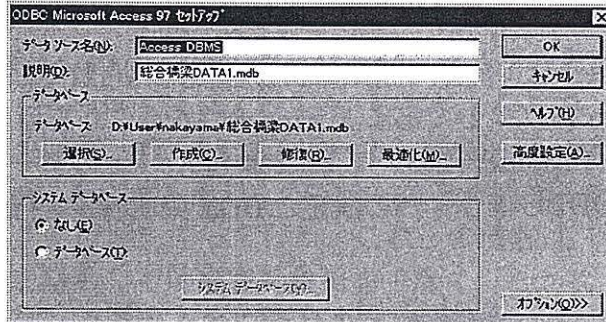 ODBC Microsoft Access 97 セットアップ
データ ソース名(N): Access DBMS
OK
説明(D): 総合橋梁DATA1.mdb
キャンセル
データベース
ヘルプ(H)
データベース: D:¥User¥nakayama¥総合橋梁DATA1.mdb
選択(S)... 作成(C)... 修復(R)... 最適化(M)...
高度設定(A)...
システム データベース
なし(E)
データベース(T):
システム データベース(Y)...
オプション(O)>>